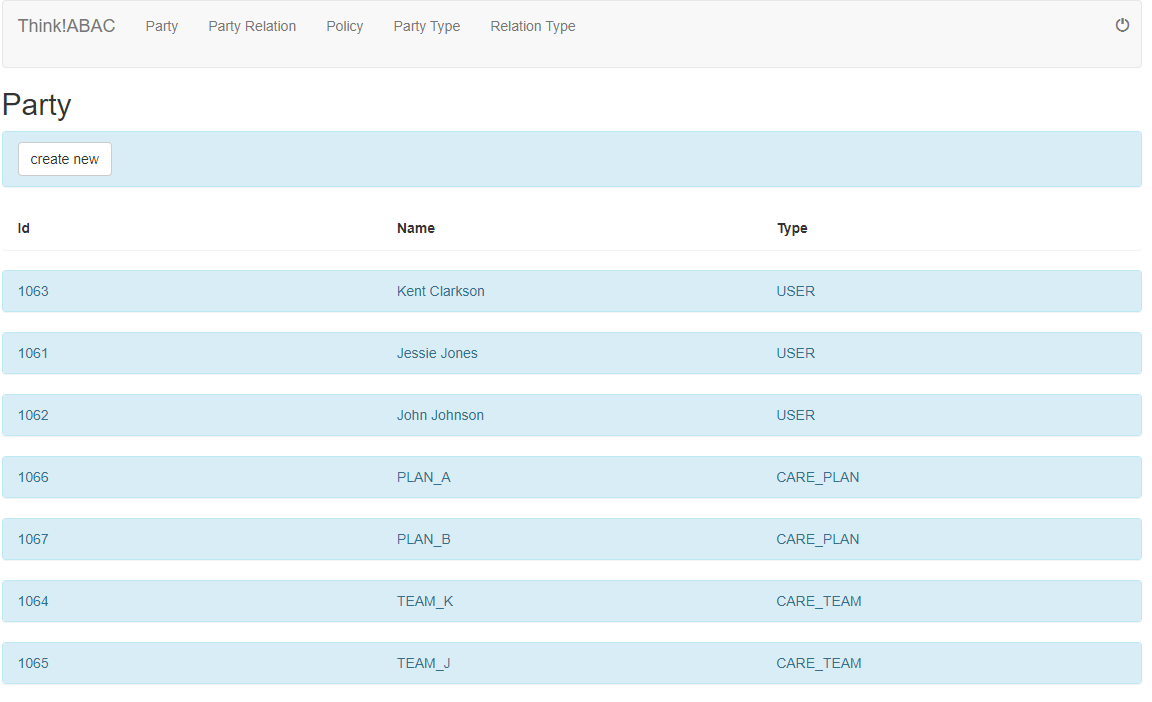 Think!ABAC Party Party Relation Policy Party Type Relation Type
Party
create new
Id Name Type
1063 Kent Clarkson USER
1061 Jessie Jones USER
1062 John Johnson USER
1066 PLAN_A CARE_PLAN
1067 PLAN_B CARE_PLAN
1064 TEAM_K CARE_TEAM
1065 TEAM_J CARE_TEAM